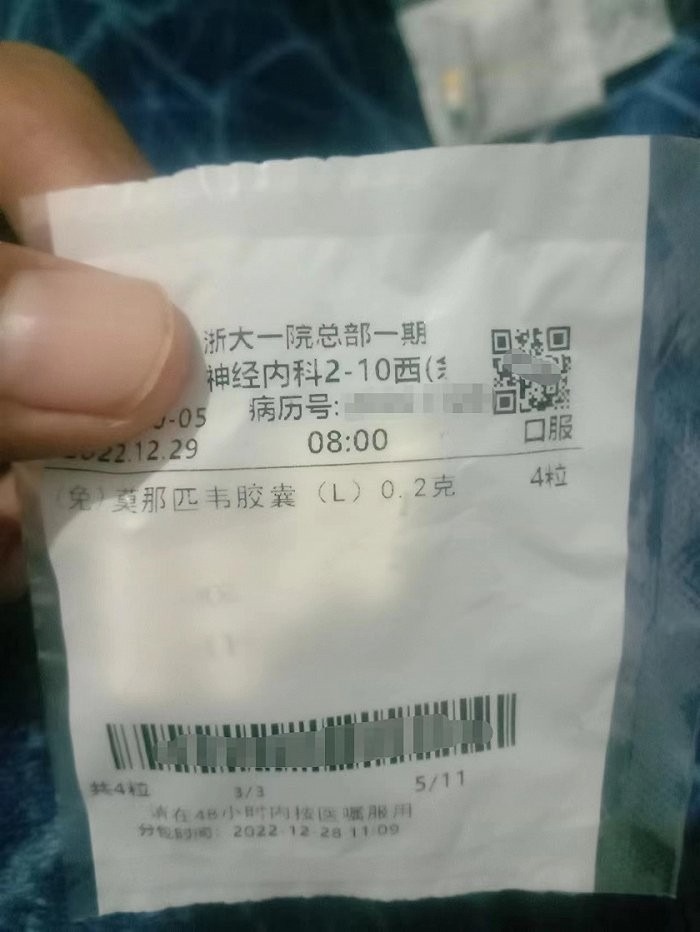 浙大一院总部一期
神经内科2-10西(
病历号:
-05
2022.12.29 08:00 口服
(免)莫那匹韦胶囊(L)0.2克 4粒
共4粒 3/3 5/11
请在48小时内按医嘱服用
分包时间: 2022.12.28 11:09